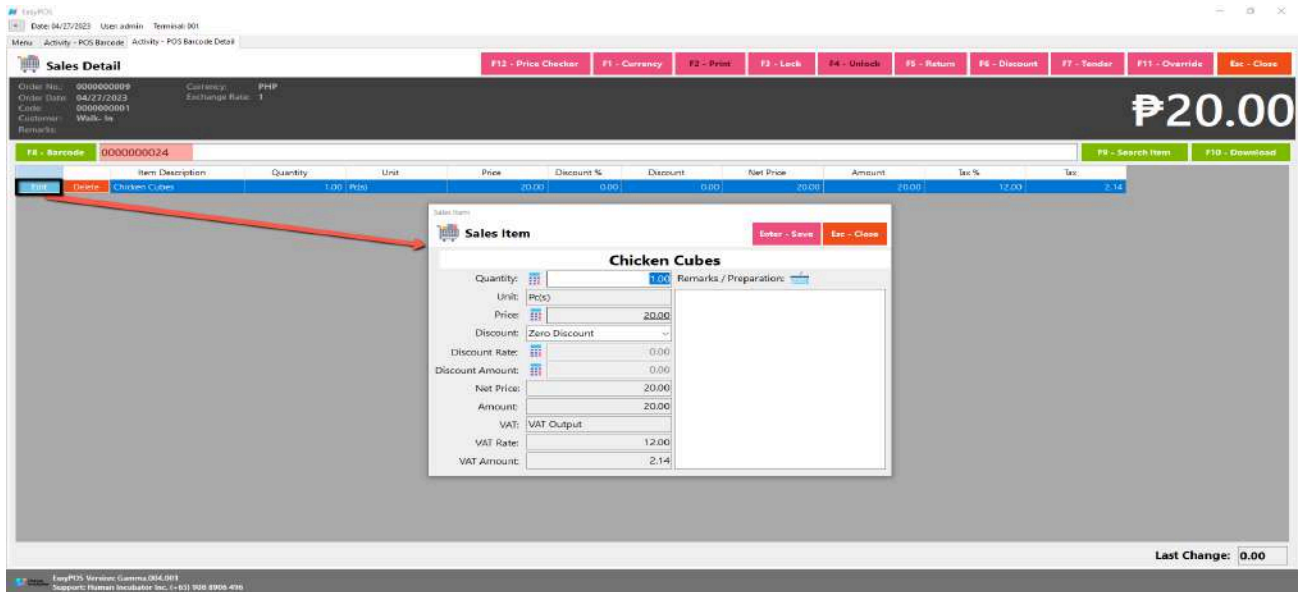 EasyPOS
Date: 04/27/2023 User: admin Terminal: 001
Menu Activity - POS Barcode Activity - POS Barcode Detail
Sales Detail
F12 - Price Checker F1 - Currency F2 - Print F3 - Lock F4 - Unlock F5 - Return F6 - Discount F7 - Tender F11 - Override Esc - Close
Order No.: 0000000009 Currency: PHP
Order Date: 04/27/2023 Exchange Rate: 1
Code: 0000000001
Customer: Walk- In
Remarks:
₱20.00
F8 - Barcode 0000000024 F9 - Search Item F10 - Download
Item Description Quantity Unit Price Discount % Discount Net Price Amount Tax % Tax
Edit Delete Chicken Cubes 1.00 Pc(s) 20.00 0.00 0.00 20.00 20.00 12.00 2.14
Sales Item
Sales Item Enter - Save Esc - Close
Chicken Cubes
Quantity: 1.00 Remarks / Preparation:
Unit: Pc(s)
Price: 20.00
Discount: Zero Discount
Discount Rate: 0.00
Discount Amount: 0.00
Net Price: 20.00
Amount: 20.00
VAT: VAT Output
VAT Rate: 12.00
VAT Amount: 2.14
Last Change: 0.00
EasyPOS Version: Gamma.004.001
Support: Human Incubator Inc. (+63) 908 8906 496